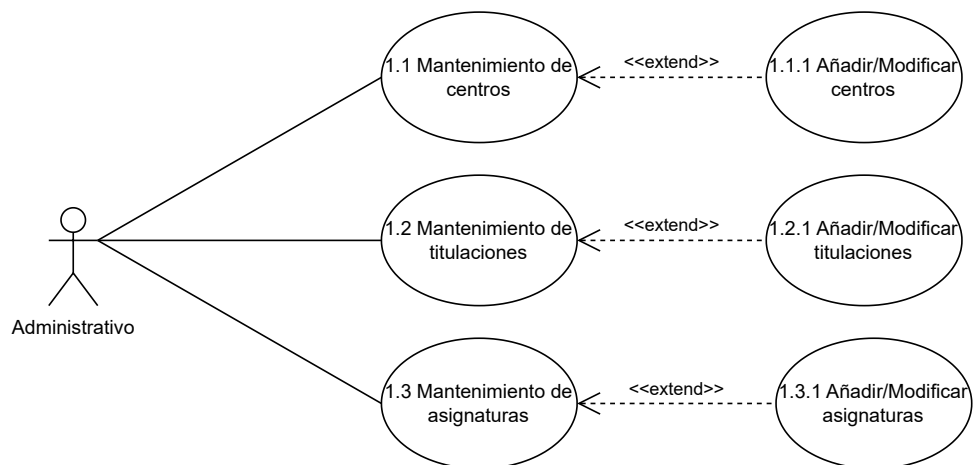 1.1 Mantenimiento de
centros
<<extend>>
1.1.1 Añadir/Modificar
centros
1.2 Mantenimiento de
titulaciones
<<extend>>
1.2.1 Añadir/Modificar
titulaciones
Administrativo
1.3 Mantenimiento de
asignaturas
<<extend>>
1.3.1 Añadir/Modificar
asignaturas